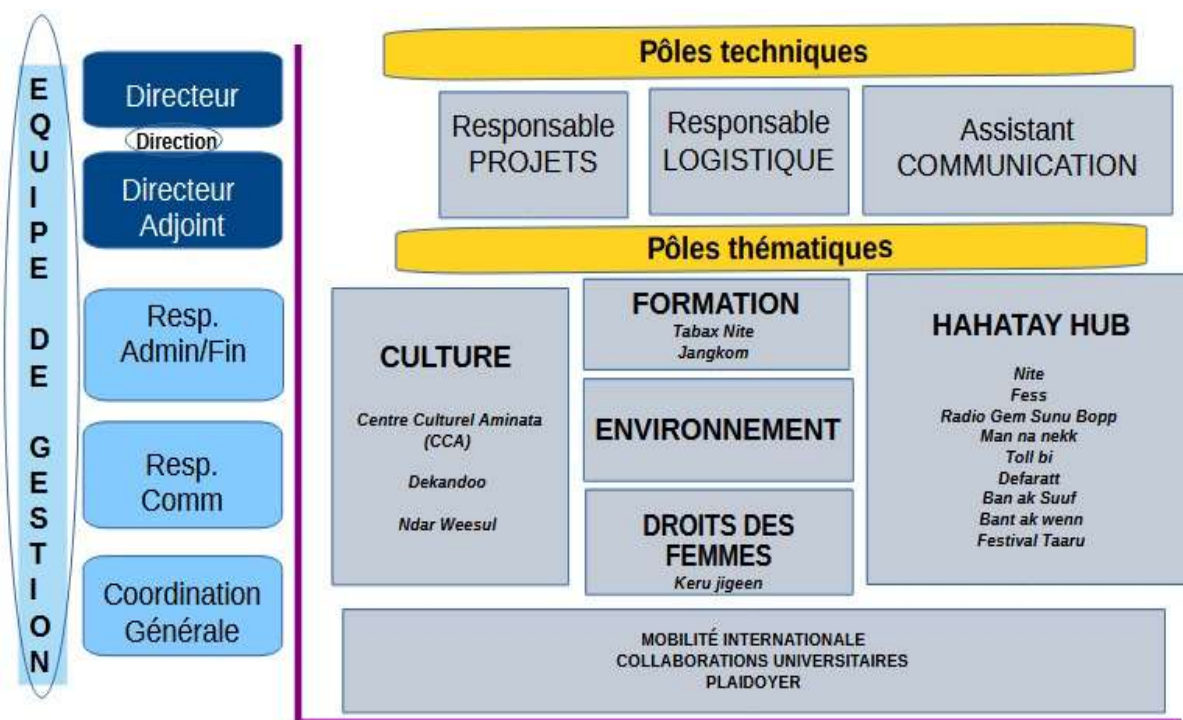 EQUIPE DE GESTION
Directeur
Direction
Directeur
Adjoint
Resp.
Admin/Fin
Resp.
Comm
Coordination
Générale
Pôles techniques
Responsable
PROJETS
Responsable
LOGISTIQUE
Assistant
COMMUNICATION
Pôles thématiques
CULTURE
Centre Culturel Aminata
(CCA)
Dekandoo
Ndar Weesul
FORMATION
Tabax Nite
Jangkom
ENVIRONNEMENT
DROITS DES
FEMMES
Keru jigeen
HAHATAY HUB
Nite
Fess
Radio Gem Sunu Bopp
Man na nekk
Toll bi
Defaratt
Ban ak Suuf
Bant ak wenn
Festival Taaru
MOBILITÉ INTERNATIONALE
COLLABORATIONS UNIVERSITAIRES
PLAIDOYER